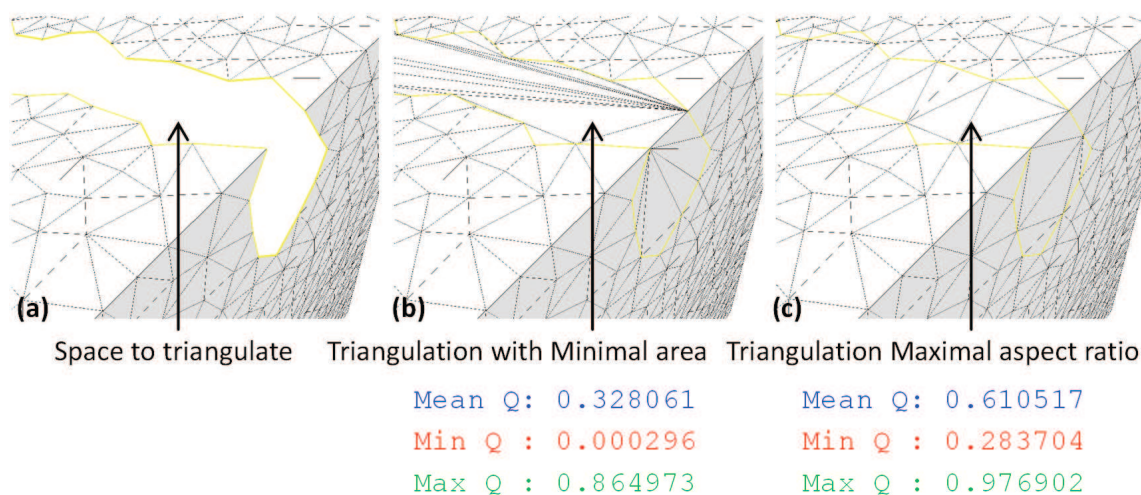 (a)
(b)
(c)
Space to triangulate
Triangulation with Minimal area
Triangulation Maximal aspect ratio
Mean Q: 0.328061
Min Q : 0.000296
Max Q : 0.864973
Mean Q: 0.610517
Min Q : 0.283704
Max Q : 0.976902